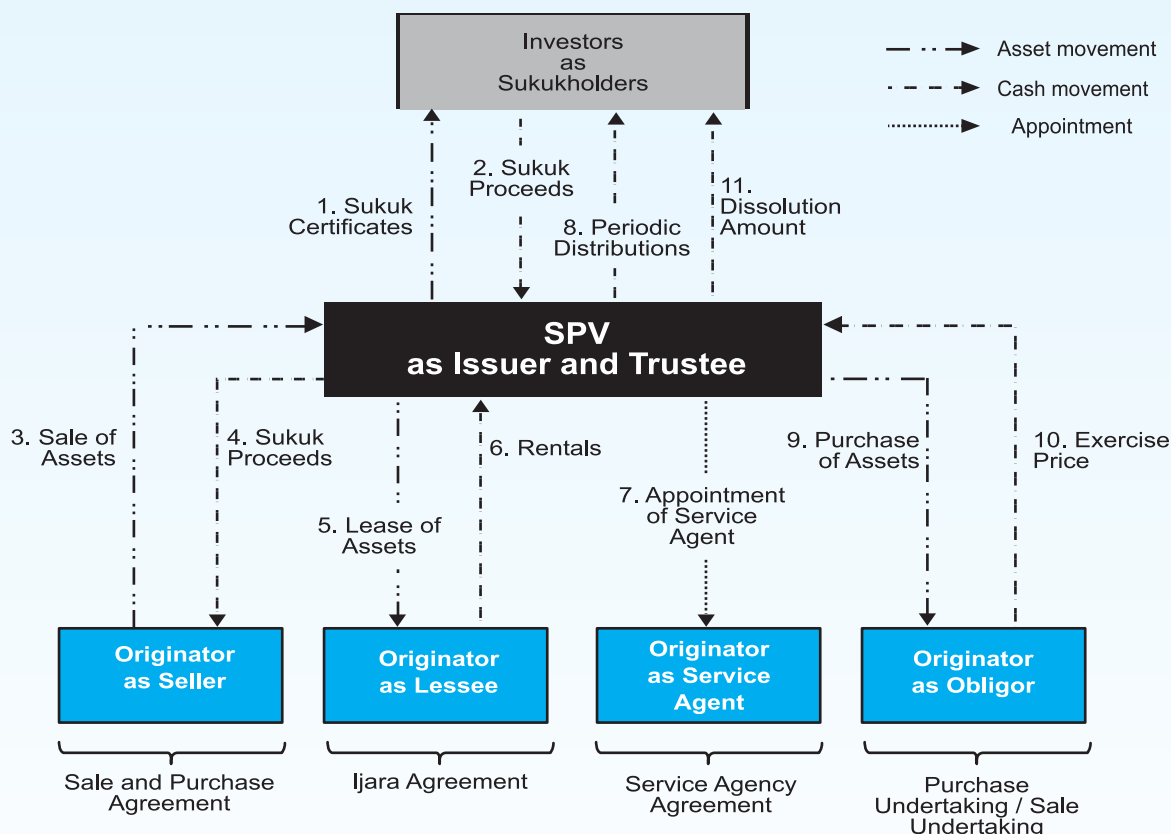 Investors
as
Sukukholders
Asset movement
Cash movement
Appointment
1. Sukuk
Certificates
2. Sukuk
Proceeds
8. Periodic
Distributions
11.
Dissolution
Amount
SPV
as Issuer and Trustee
3. Sale of
Assets
4. Sukuk
Proceeds
5. Lease of
Assets
6. Rentals
7. Appointment
of Service
Agent
9. Purchase
of Assets
10. Exercise
Price
Originator
as Seller
Originator
as Lessee
Originator
as Service
Agent
Originator
as Obligor
Sale and Purchase
Agreement
Ijara Agreement
Service Agency
Agreement
Purchase
Undertaking / Sale
Undertaking